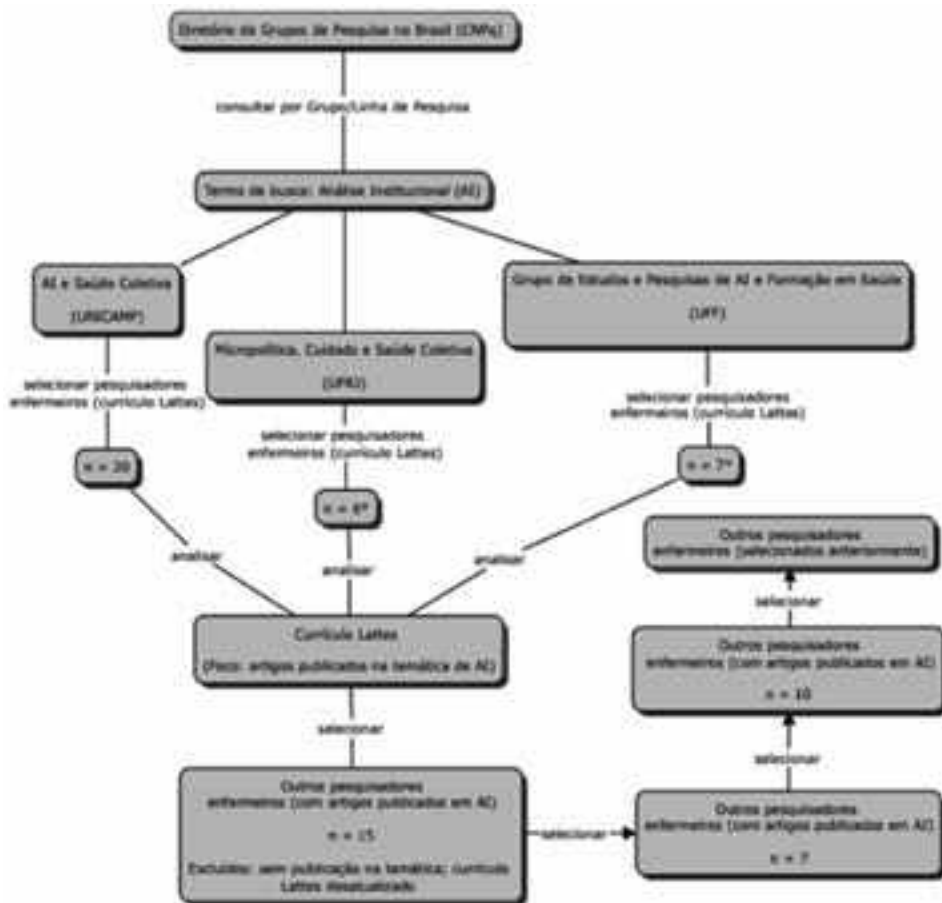 Diretório de Grupos de Pesquisa no Brasil (CNPq)
consultar por Grupo/Linha de Pesquisa
Termo de busca: Análise Institucional (AI)
AI e Saúde Coletiva
(UNICAMP)
Grupo de Estudos e Pesquisas de AI e Formação em Saúde
(UFF)
Micropolítica, Cuidado e Saúde Coletiva
(UFRJ)
selecionar pesquisadores
enfermeiros (currículo Lattes)
selecionar pesquisadores
enfermeiros (currículo Lattes)
selecionar pesquisadores
enfermeiros (currículo Lattes)
n = 20
n = 7*
n =
analisar
analisar
analisar
Outros pesquisadores
enfermeiros (selecionados anteriormente)
selecionar
Currículo Lattes
(Foco: artigos publicados na temática de AI)
Outros pesquisadores
enfermeiros (com artigos publicados em AI)
n = 10
selecionar
selecionar
Outros pesquisadores
enfermeiros (com artigos publicados em AI)
n = 15
Excluídos: sem publicação na temática; currículo
Lattes desatualizado
selecionar
Outros pesquisadores
enfermeiros (com artigos publicados em AI)
n = 7